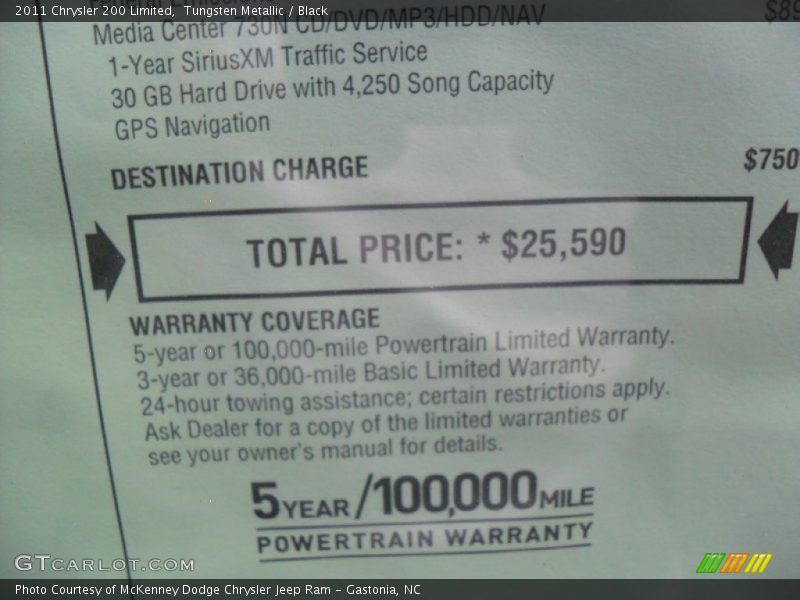 2011 Chrysler 200 Limited, Tungsten Metallic / Black
Media Center 730N CD/DVD/MP3/HDD/NAV
1-Year SiriusXM Traffic Service
30 GB Hard Drive with 4,250 Song Capacity
GPS Navigation
DESTINATION CHARGE $750
TOTAL PRICE: * $25,590
WARRANTY COVERAGE
5-year or 100,000-mile Powertrain Limited Warranty.
3-year or 36,000-mile Basic Limited Warranty.
24-hour towing assistance; certain restrictions apply.
Ask Dealer for a copy of the limited warranties or
see your owner's manual for details.
5 YEAR/100,000 MILE
POWERTRAIN WARRANTY
GTCARLOT.COM
Photo Courtesy of McKenney Dodge Chrysler Jeep Ram - Gastonia, NC